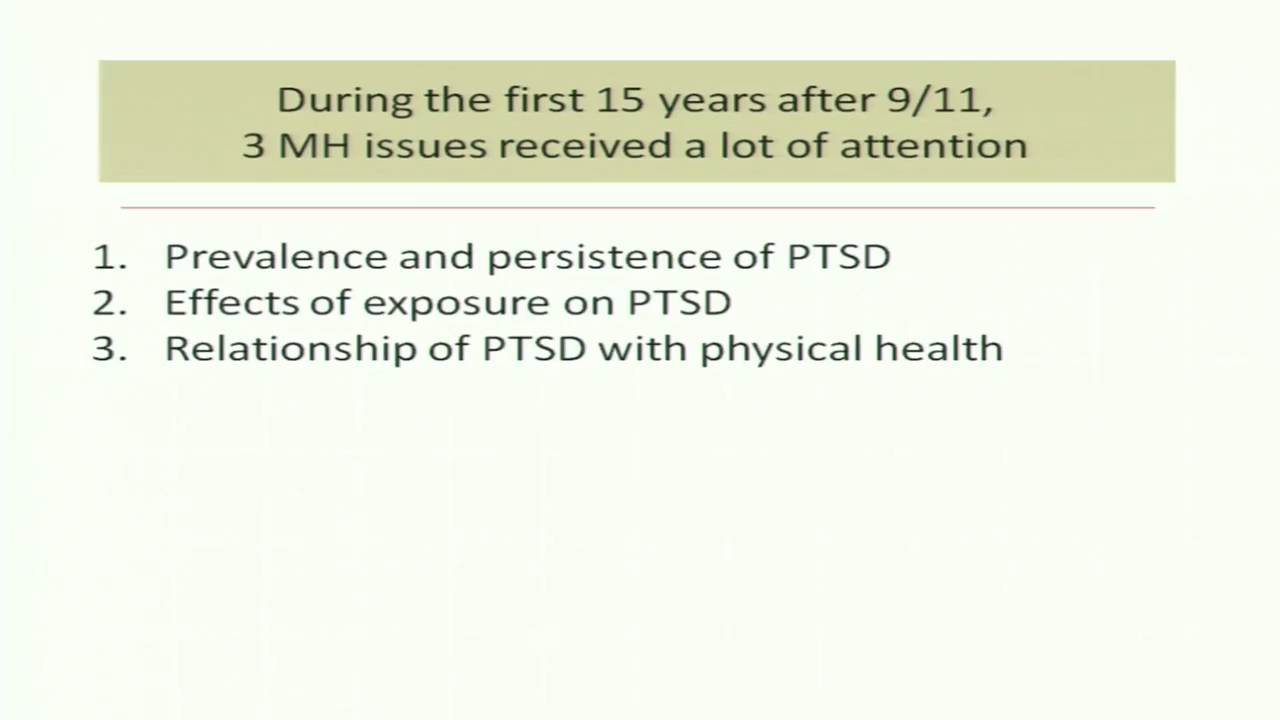 During the first 15 years after 9/11,
3 MH issues received a lot of attention
1. Prevalence and persistence of PTSD
2. Effects of exposure on PTSD
3. Relationship of PTSD with physical health